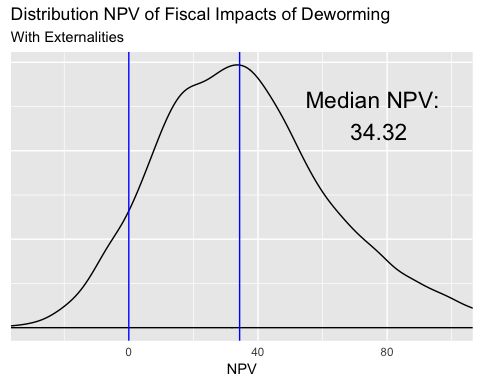 Distribution NPV of Fiscal Impacts of Deworming
With Externalities
Median NPV:
34.32
0 40 80
NPV